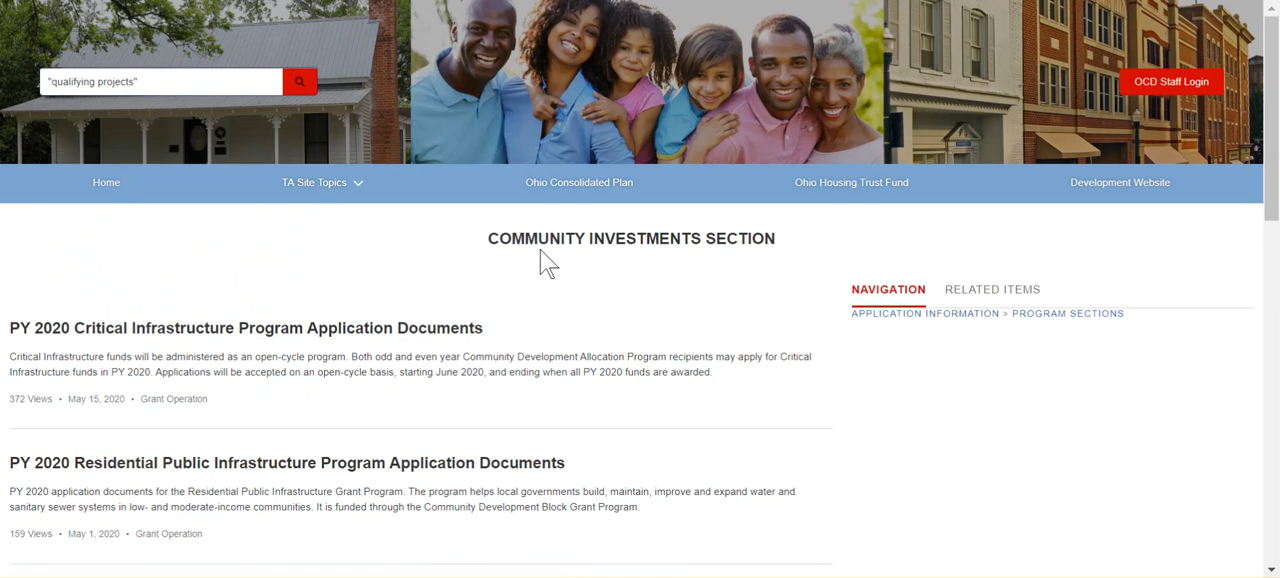 "qualifying projects"
OCD Staff Login
Home
TA Site Topics
Ohio Consolidated Plan
Ohio Housing Trust Fund
Development Website
COMMUNITY INVESTMENTS SECTION
NAVIGATION
RELATED ITEMS
APPLICATION INFORMATION > PROGRAM SECTIONS
PY 2020 Critical Infrastructure Program Application Documents
Critical Infrastructure funds will be administered as an open-cycle program. Both odd and even year Community Development Allocation Program recipients may apply for Critical
Infrastructure funds in PY 2020. Applications will be accepted on an open-cycle basis, starting June 2020, and ending when all PY 2020 funds are awarded.
372 Views • May 15, 2020 • Grant Operation
PY 2020 Residential Public Infrastructure Program Application Documents
PY 2020 application documents for the Residential Public Infrastructure Grant Program. The program helps local governments build, maintain, improve and expand water and
sanitary sewer systems in low- and moderate-income communities. It is funded through the Community Development Block Grant Program.
159 Views • May 1, 2020 • Grant Operation